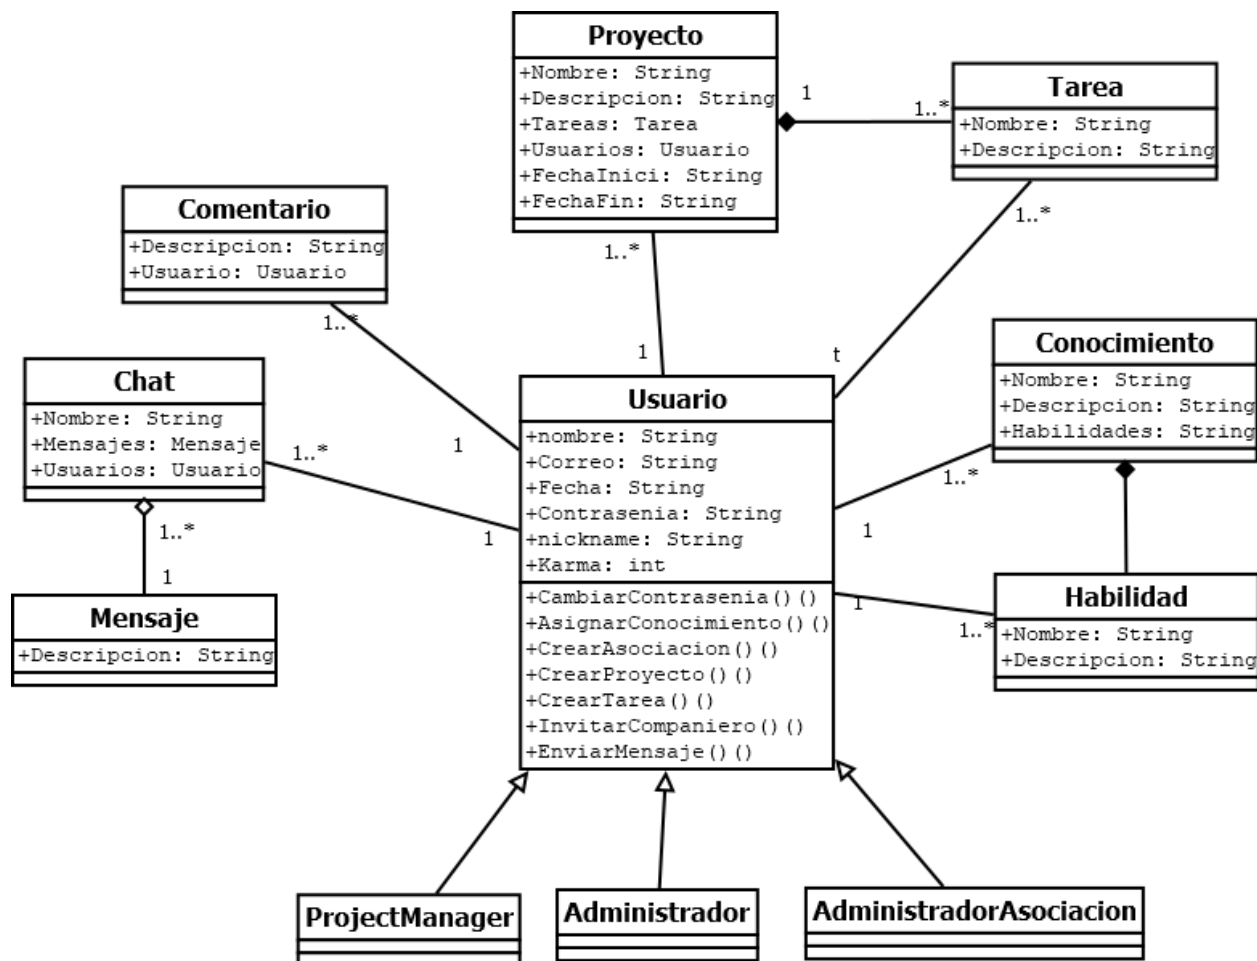 Proyecto
+Nombre: String
+Descripcion: String
+Tareas: Tarea
+Usuarios: Usuario
+FechaInici: String
+FechaFin: String
1
1..*
Tarea
+Nombre: String
+Descripcion: String
1..*
t
1..*
1
Comentario
+Descripcion: String
+Usuario: Usuario
1..*
1
Chat
+Nombre: String
+Mensajes: Mensaje
+Usuarios: Usuario
1..*
1
1..*
1
Mensaje
+Descripcion: String
Usuario
+nombre: String
+Correo: String
+Fecha: String
+Contrasenia: String
+nickname: String
+Karma: int
+CambiarContrasenia()()
+AsignarConocimiento()()
+CrearAsociacion()()
+CrearProyecto()()
+CrearTarea()()
+InvitarCompaniero()()
+EnviarMensaje()()
Conocimiento
+Nombre: String
+Descripcion: String
+Habilidades: String
1..*
1
Habilidad
+Nombre: String
+Descripcion: String
1
1..*
ProjectManager
Administrador
AdministradorAsociacion